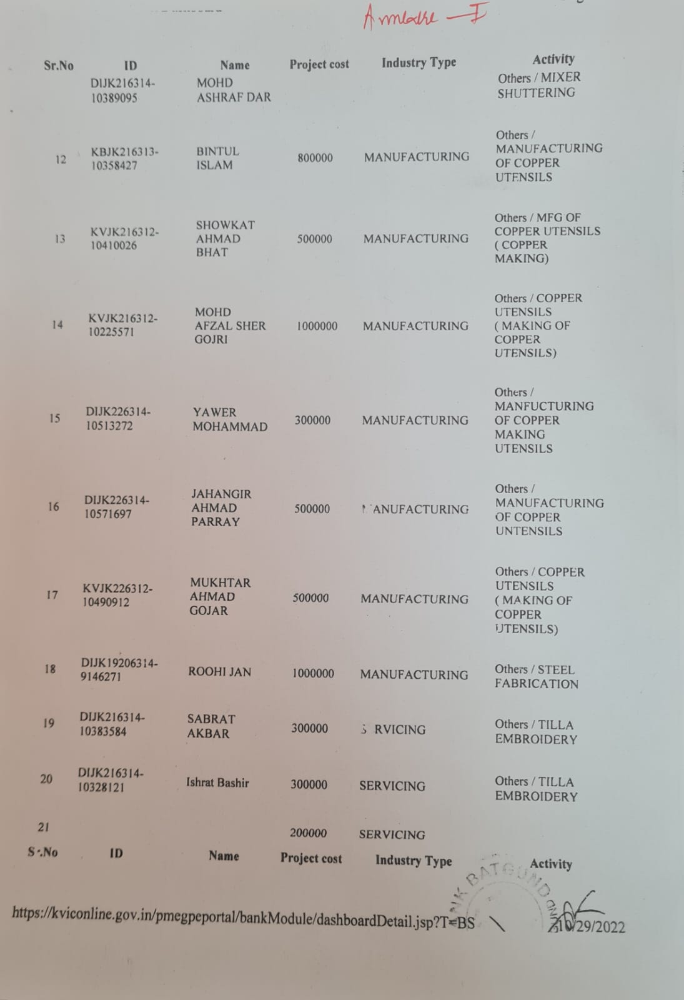 Annexure - I
Sr.No ID Name Project cost Industry Type Activity
DIJK216314- MOHD Others / MIXER
10389095 ASHRAF DAR SHUTTERING
Others /
KBJK216313- BINTUL MANUFACTURING
12 800000 MANUFACTURING
10358427 ISLAM OF COPPER
UTENSILS
Others / MFG OF
SHOWKAT
KVJK216312- COPPER UTENSILS
13 AHMAD 500000 MANUFACTURING
10410026 ( COPPER
BHAT MAKING)
Others / COPPER
MOHD UTENSILS
KVJK216312-
14 AFZAL SHER 1000000 MANUFACTURING ( MAKING OF
10225571
GOJRI COPPER
UTENSILS)
Others /
DIJK226314- YAWER MANFUCTURING
15 300000 MANUFACTURING OF COPPER
10513272 MOHAMMAD MAKING
UTENSILS
JAHANGIR Others /
DIJK226314- MANUFACTURING
16 AHMAD 500000 MANUFACTURING
10571697 OF COPPER
PARRAY UNTENSILS
Others / COPPER
MUKHTAR UTENSILS
KVJK226312-
17 AHMAD 500000 MANUFACTURING ( MAKING OF
10490912
GOJAR COPPER
UTENSILS)
DIJK19206314- Others / STEEL
18 ROOHI JAN 1000000 MANUFACTURING
9146271 FABRICATION
DIJK216314- SABRAT Others / TILLA
19 300000 S RVICING
10383584 AKBAR EMBROIDERY
DIJK216314- Others / TILLA
20 Ishrat Bashir 300000 SERVICING
10328121 EMBROIDERY
21 200000 SERVICING
Sr.No ID Name Project cost Industry Type Activity
BATGUND
https://kviconline.gov.in/pmegpeportal/bankModule/dashboardDetail.jsp?T=BS 10/29/2022